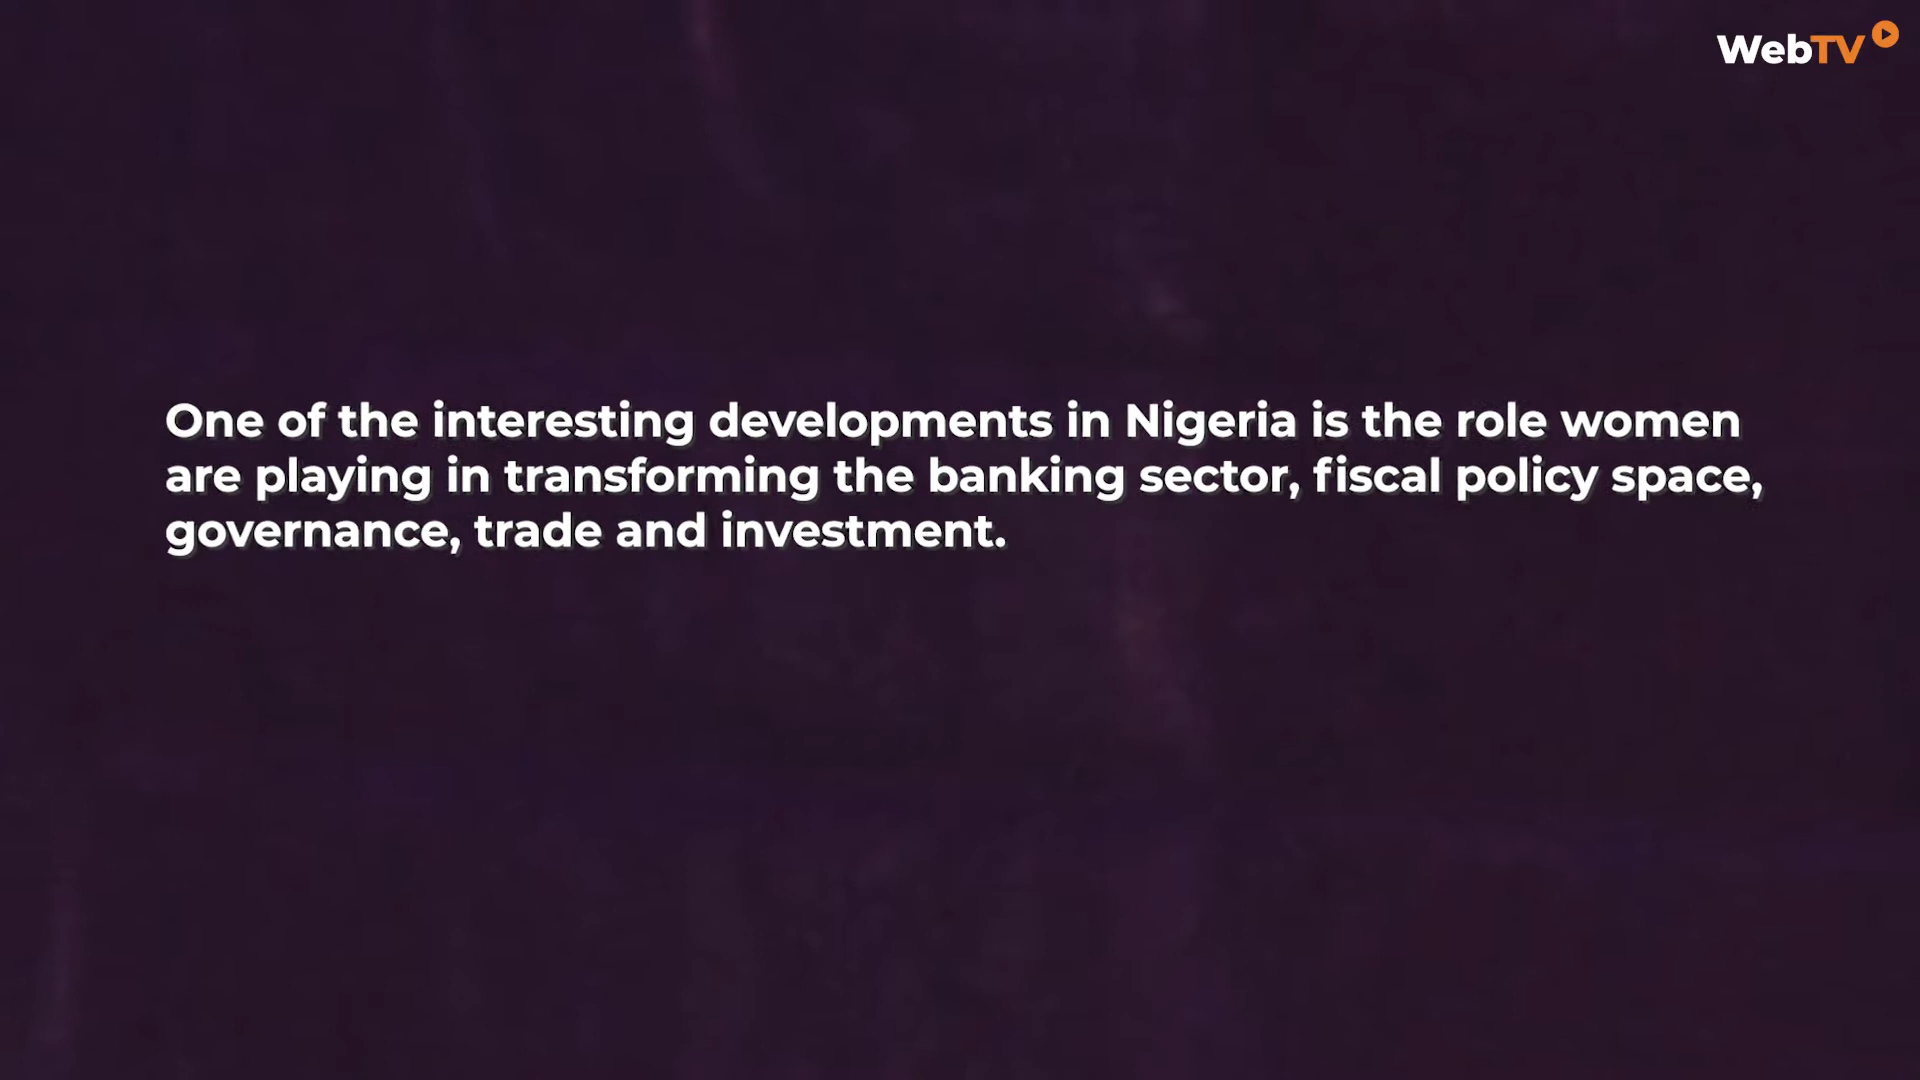 WebTV
One of the interesting developments in Nigeria is the role women
are playing in transforming the banking sector, fiscal policy space,
governance, trade and investment.